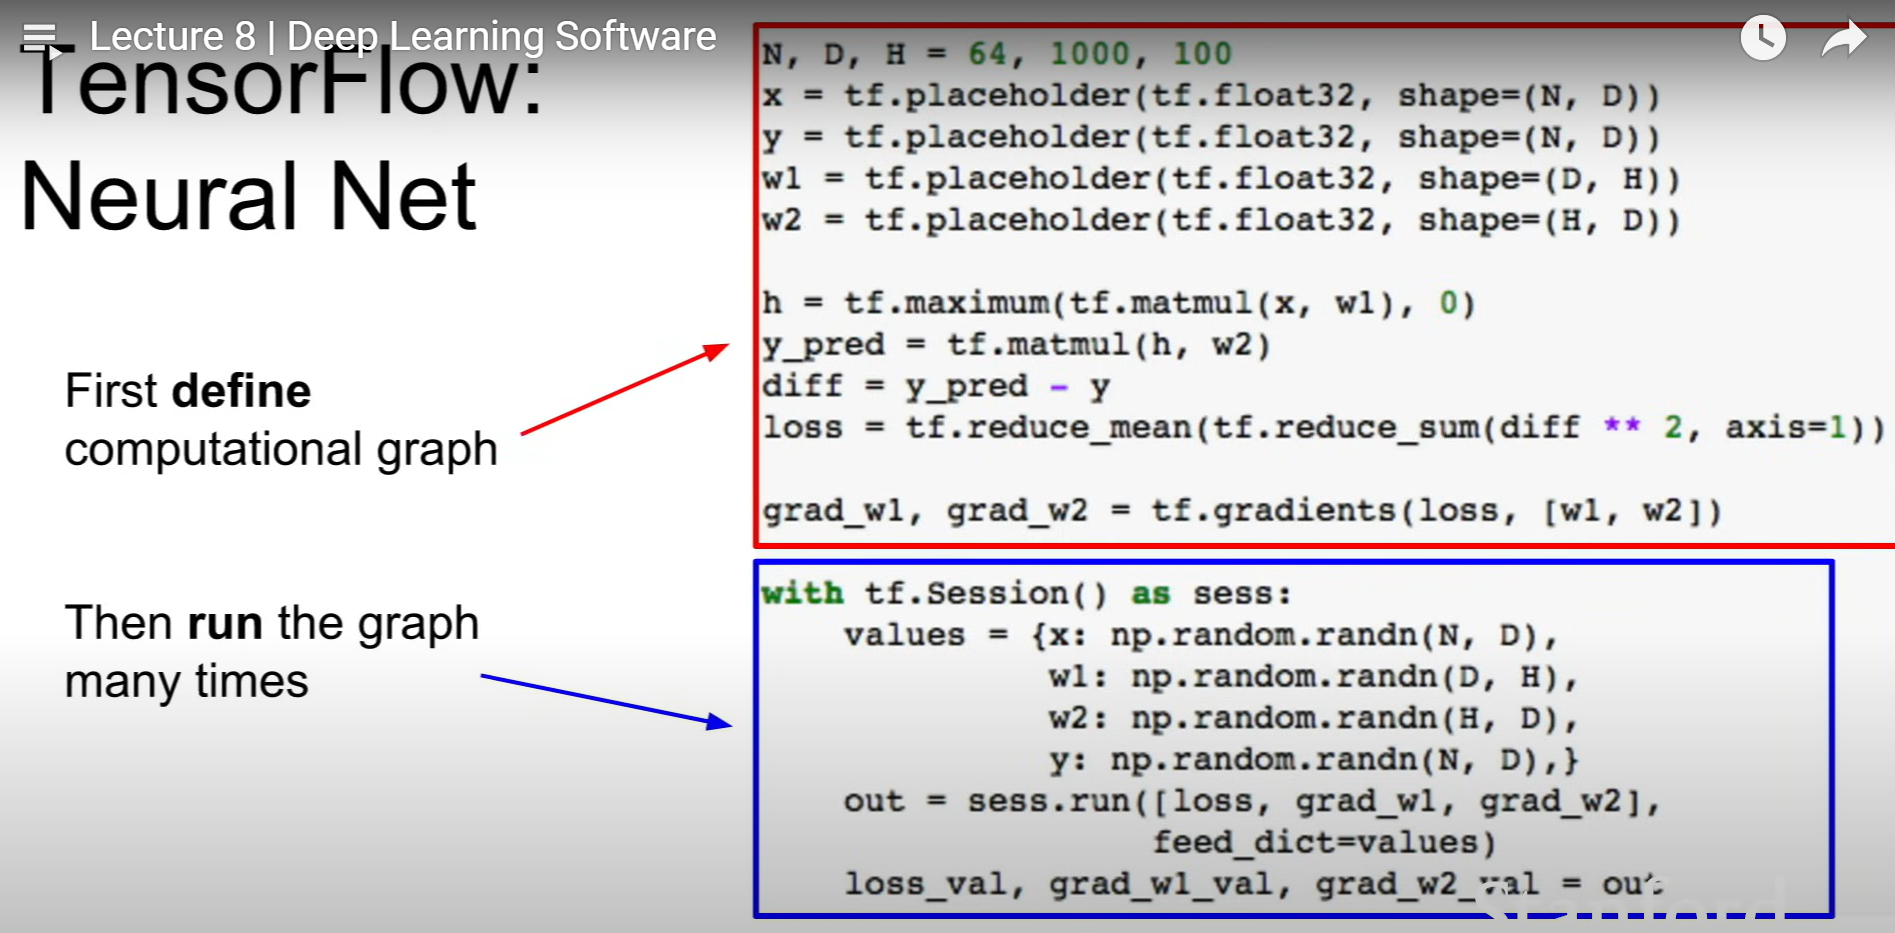 Lecture 8 | Deep Learning Software
TensorFlow:
Neural Net
First define
computational graph
Then run the graph
many times
N, D, H = 64, 1000, 100
x = tf.placeholder(tf.float32, shape=(N, D))
y = tf.placeholder(tf.float32, shape=(N, D))
w1 = tf.placeholder(tf.float32, shape=(D, H))
w2 = tf.placeholder(tf.float32, shape=(H, D))
h = tf.maximum(tf.matmul(x, w1), 0)
y_pred = tf.matmul(h, w2)
diff = y_pred - y
loss = tf.reduce_mean(tf.reduce_sum(diff ** 2, axis=1))
grad_w1, grad_w2 = tf.gradients(loss, [w1, w2])
with tf.Session() as sess:
    values = {x: np.random.randn(N, D),
              w1: np.random.randn(D, H),
              w2: np.random.randn(H, D),
              y: np.random.randn(N, D),}
    out = sess.run([loss, grad_w1, grad_w2],
                   feed_dict=values)
    loss_val, grad_w1_val, grad_w2_val = out
Stanford